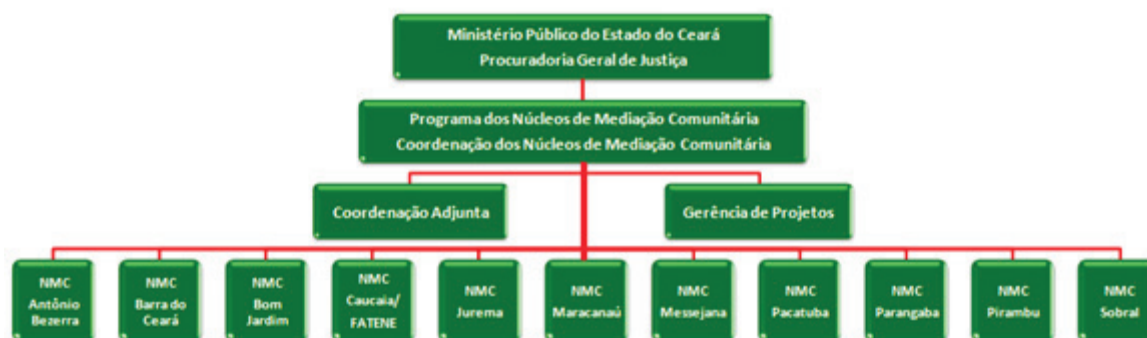 Ministério Público do Estado do Ceará
Procuradoria Geral de Justiça
Programa dos Núcleos de Mediação Comunitária
Coordenação dos Núcleos de Mediação Comunitária
Coordenação Adjunta
Gerência de Projetos
NMC
Antônio
Bezerra
NMC
Barra do
Ceará
NMC
Bom
Jardim
NMC
Caucaia/
FATENE
NMC
Jurema
NMC
Maracanaú
NMC
Messejana
NMC
Pacatuba
NMC
Parangaba
NMC
Pirambu
NMC
Sobral